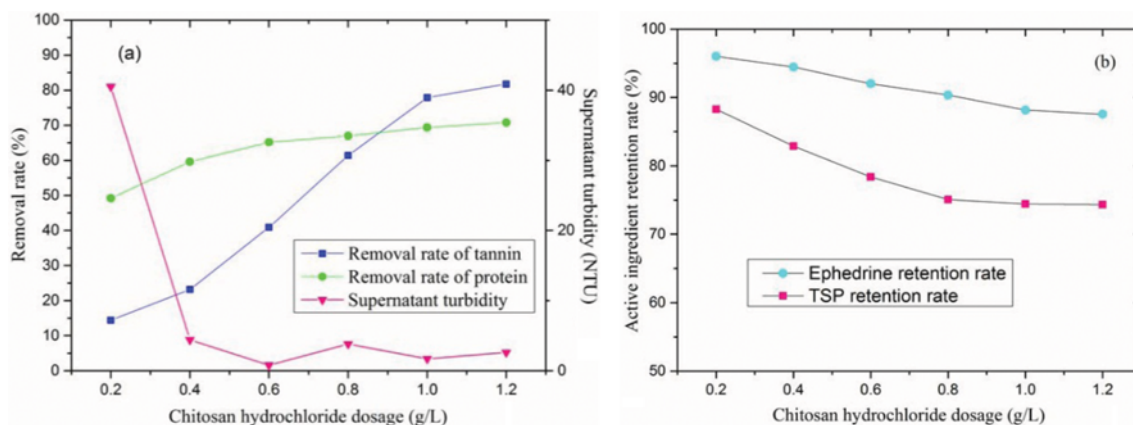 (a)
100
90
80
70
60
50
40
30
20
10
0
Removal rate (%)
40
20
0
Supernatant turbidity (NTU)
Removal rate of tannin
Removal rate of protein
Supernatant turbidity
0.2 0.4 0.6 0.8 1.0 1.2
Chitosan hydrochloride dosage (g/L)
(b)
100
90
80
70
60
50
Active ingredient retention rate (%)
Ephedrine retention rate
TSP retention rate
0.2 0.4 0.6 0.8 1.0 1.2
Chitosan hydrochloride dosage (g/L)